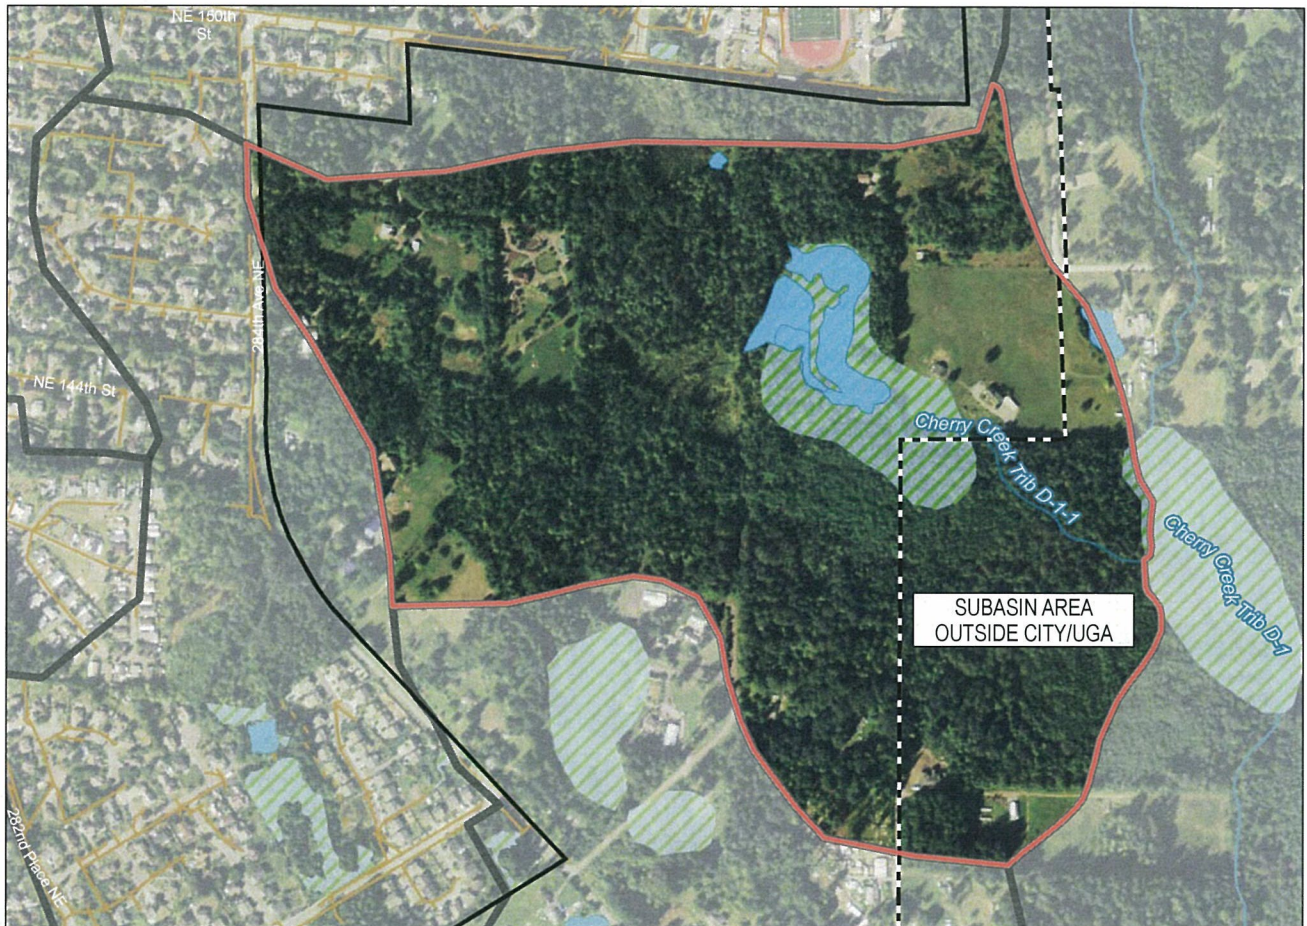 NE 150th
St
284th Ave NE
NE 144th St
Cherry Creek Trib D-1-1
Cherry Creek Trib D-1
SUBASIN AREA
OUTSIDE CITY/UGA
282nd Place NE